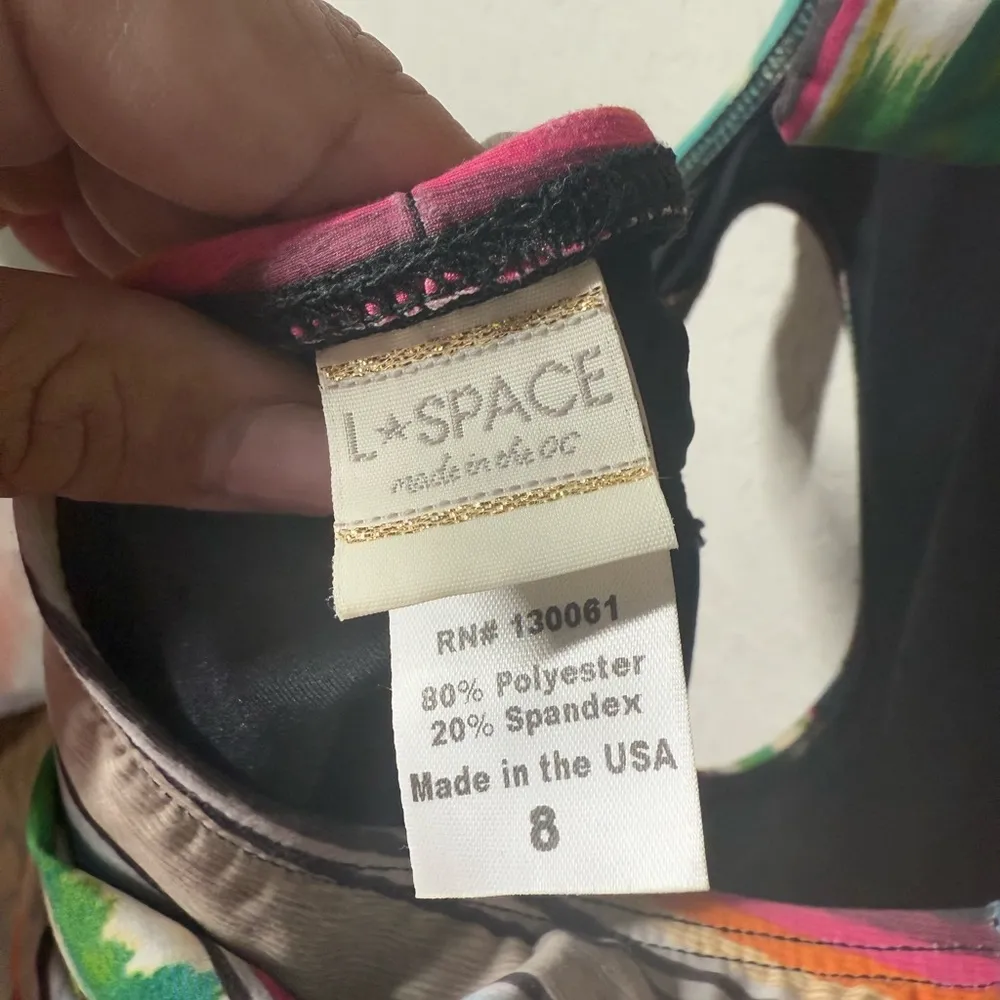 L★SPACE
made in the OC
RN# 130061
80% Polyester
20% Spandex
Made in the USA
8